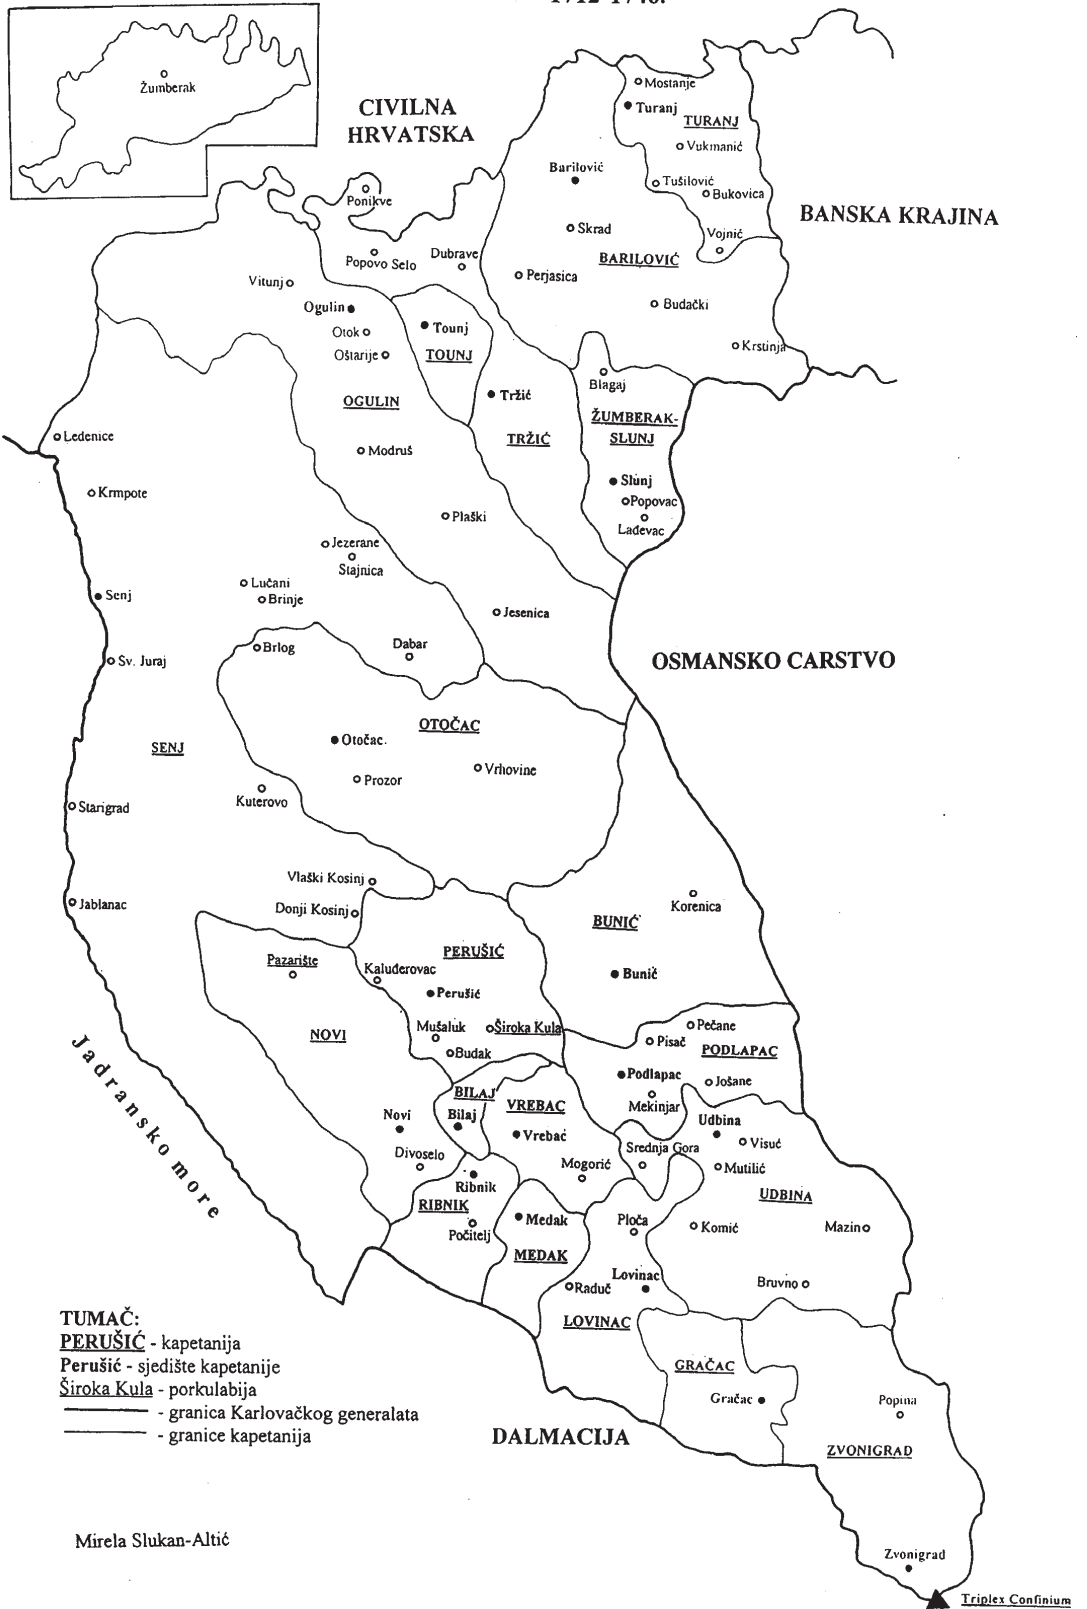 Žumberak
CIVILNA
HRVATSKA
Mostanje
Turanj
TURANJ
Vukmanić
Barilović
Tušilović
Bukovica
Ponikve
BANSKA KRAJINA
Skrad
Vojnić
BARILOVIĆ
Popovo Selo
Dubrave
Perjasica
Vitunj
Budački
Ogulin
Tounj
Otok
Oštarije
TOUNJ
Krstinja
Blagaj
Tržić
OGULIN
ŽUMBERAK-
SLUNJ
TRŽIĆ
Ledenice
Modruš
Slunj
Krmpote
Popovac
Plaški
Lađevac
Jezerane
Stajnica
Lučani
Brinje
Senj
Jesenica
Brlog
Dabar
Sv. Juraj
OSMANSKO CARSTVO
OTOČAC
SENJ
Otočac
Vrhovine
Prozor
Kuterovo
Starigrad
Vlaški Kosinj
Korenica
Jablanac
Donji Kosinj
BUNIĆ
PERUŠIĆ
Pazarište
Kaluđerovac
Bunić
Perušić
Pečane
Mušaluk
Široka Kula
NOVI
Pisač
PODLAPAC
Budak
Podlapac
Jošane
Jadransko more
BILAJ
VREBAC
Mekinjar
Novi
Bilaj
Udbina
Vrebac
Visuć
Divoselo
Srednja Gora
Mogorić
Mutilić
Ribnik
UDBINA
RIBNIK
Medak
Ploča
Počitelj
Komić
Mazin
MEDAK
Lovinac
Raduč
Bruvno
LOVINAC
GRAČAC
Gračac
Popina
DALMACIJA
ZVONIGRAD
Zvonigrad
Triplex Confinium
TUMAČ:
PERUŠIĆ - kapetanija
Perušić - sjedište kapetanije
Široka Kula - porkulabija
- granica Karlovačkog generalata
- granice kapetanija
Mirela Slukan-Altić